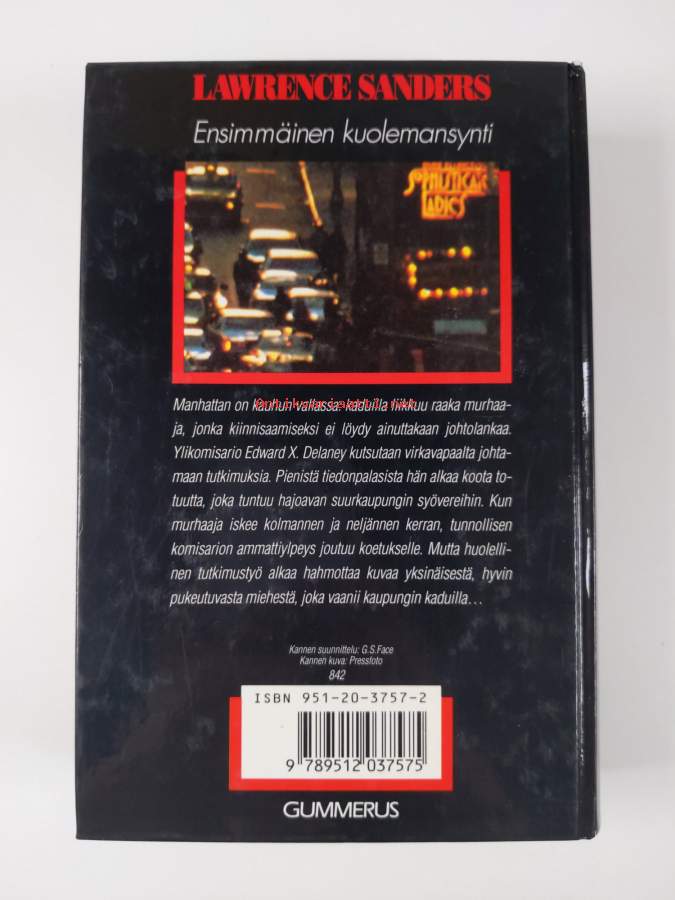 LAWRENCE SANDERS
Ensimmäinen kuolemansynti
SOPHISTICATED
LADIES
Manhattan on kauhun vallassa: kaduilla liikkuu raaka murhaa-
ja, jonka kiinnisaamiseksi ei löydy ainuttakaan johtolankaa.
Ylikomisario Edward X. Delaney kutsutaan virkavapaalta johta-
maan tutkimuksia. Pienistä tiedonpalasista hän alkaa koota to-
tuutta, joka tuntuu hajoavan suurkaupungin syövereihin. Kun
murhaaja iskee kolmannen ja neljännen kerran, tunnollisen
komisarion ammattiylpeys joutuu koetukselle. Mutta huolelli-
nen tutkimustyö alkaa hahmottaa kuvaa yksinäisestä, hyvin
pukeutuvasta miehestä, joka vaanii kaupungin kaduilla...
Kannen suunnittelu: G.S.Face
Kannen kuva: Pressfoto
842
ISBN 951-20-3757-2
9 789512 037575
GUMMERUS